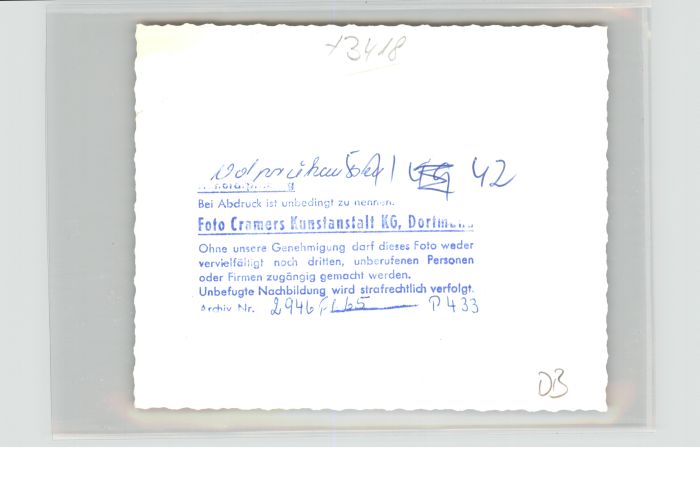 +3418
42
Bei Abdruck ist unbedingt zu nennen:
Foto Cramers Kunstanstalt KG, Dortmund
Ohne unsere Genehmigung darf dieses Foto weder
vervielfältigt noch dritten, unberufenen Personen
oder Firmen zugängig gemacht werden.
Unbefugte Nachbildung wird strafrechtlich verfolgt.
Archiv Nr. 2946 P433
DB